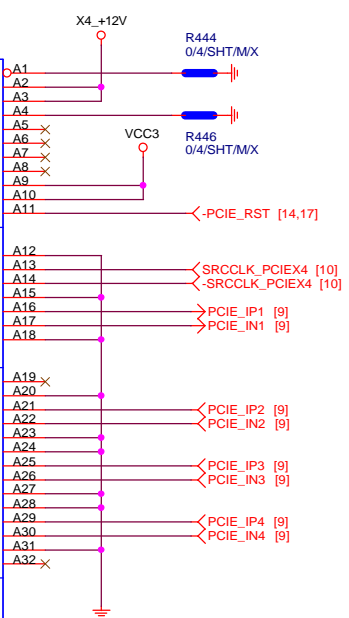 X4_+12V
R444
0/4/SHT/M/X
A1
A2
A3
A4
R446
0/4/SHT/M/X
A5
VCC3
A6
A7
A8
A9
A10
A11 -PCIE_RST [14,17]
A12
A13 SRCCLK_PCIEX4 [10]
A14 -SRCCLK_PCIEX4 [10]
A15
A16 PCIE_IP1 [9]
A17 PCIE_IN1 [9]
A18
A19
A20
A21 PCIE_IP2 [9]
A22 PCIE_IN2 [9]
A23
A24
A25 PCIE_IP3 [9]
A26 PCIE_IN3 [9]
A27
A28
A29 PCIE_IP4 [9]
A30 PCIE_IN4 [9]
A31
A32